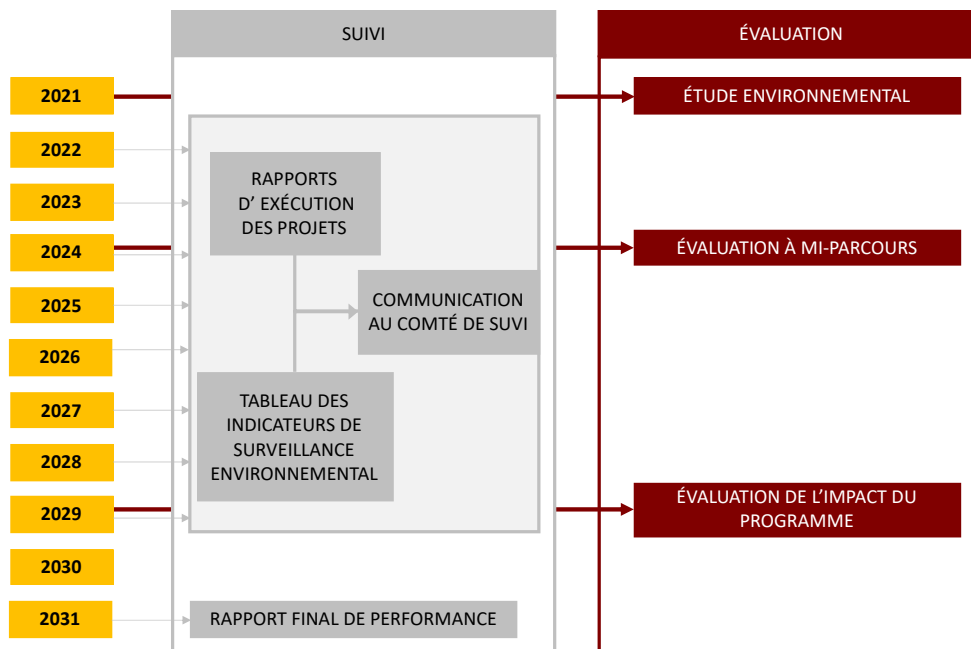 SUIVI
ÉVALUATION
2021
ÉTUDE ENVIRONNEMENTAL
2022
2023
2024
2025
2026
2027
2028
2029
2030
2031
RAPPORTS
D’ EXÉCUTION
DES PROJETS
COMMUNICATION
AU COMTÉ DE SUVI
TABLEAU DES
INDICATEURS DE
SURVEILLANCE
ENVIRONNEMENTAL
RAPPORT FINAL DE PERFORMANCE
ÉVALUATION À MI-PARCOURS
ÉVALUATION DE L’IMPACT DU
PROGRAMME